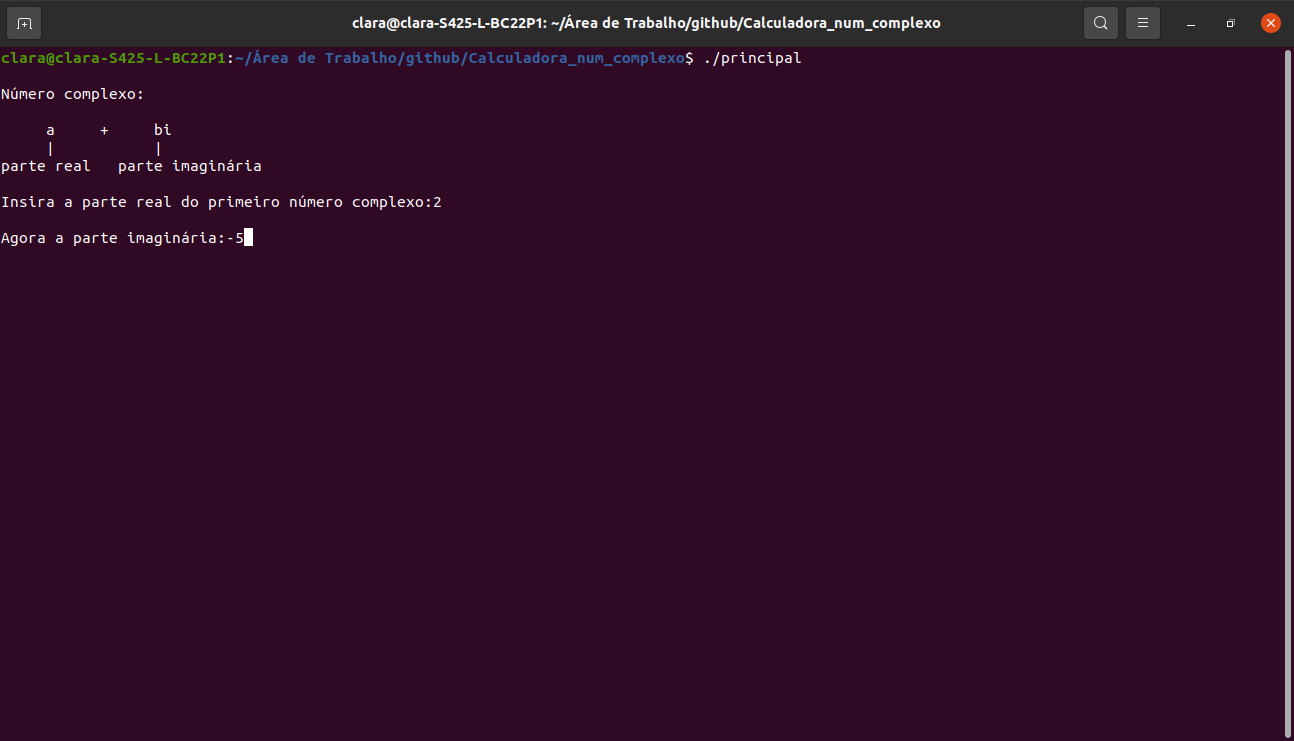 clara@clara-S425-L-BC22P1: ~/Área de Trabalho/github/Calculadora_num_complexo
clara@clara-S425-L-BC22P1:~/Área de Trabalho/github/Calculadora_num_complexo$ ./principal
Número complexo:
a + bi
| |
parte real parte imaginária
Insira a parte real do primeiro número complexo:2
Agora a parte imaginária:-5